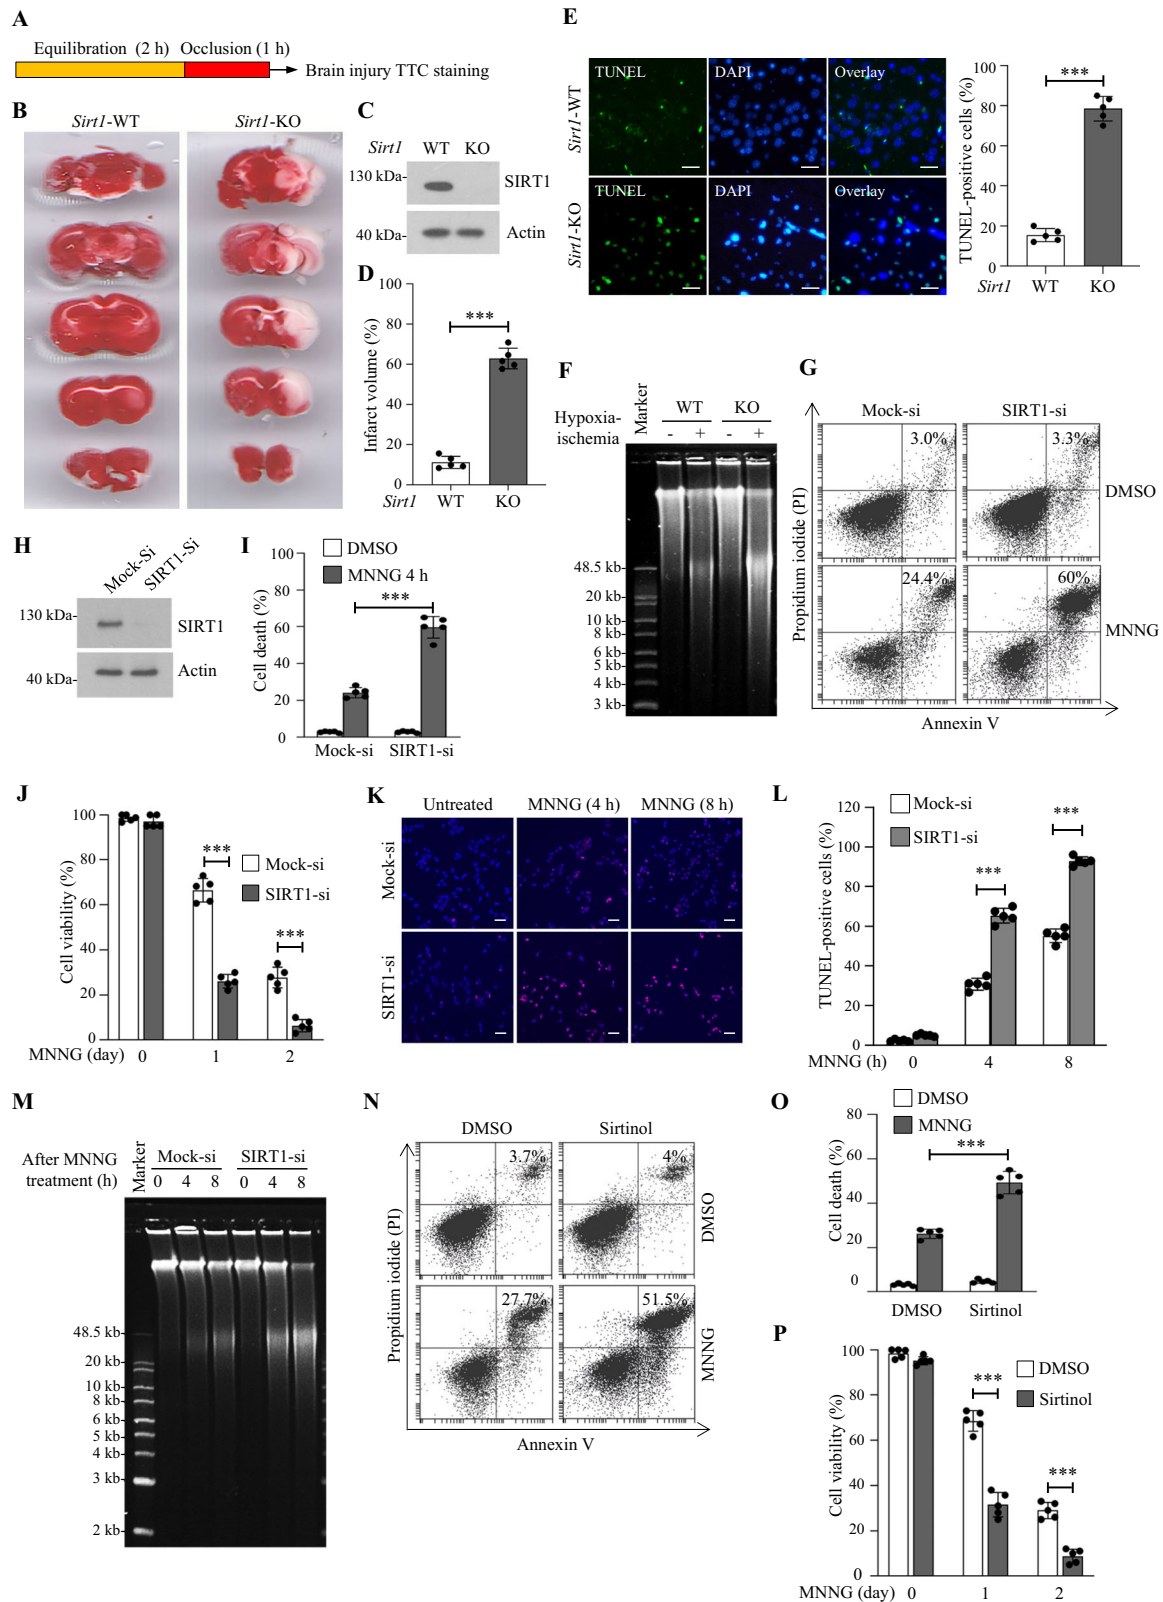 A
Equilibration (2 h) Occlusion (1 h)
Brain injury TTC staining
B
Sirt1-WT Sirt1-KO
C
Sirt1 WT KO
130 kDa- SIRT1
40 kDa- Actin
D
Infarct volume (%)
100
80
60
40
20
0
***
Sirt1 WT KO
E
Sirt1-WT
TUNEL DAPI Overlay
Sirt1-KO
TUNEL DAPI Overlay
TUNEL-positive cells (%)
100
80
60
40
20
0
***
Sirt1 WT KO
F
Marker
WT KO
Hypoxia-
ischemia - + - +
48.5 kb-
20 kb-
10 kb-
8 kb-
6 kb-
5 kb-
4 kb-
3 kb-
G
Mock-si SIRT1-si
3.0% 3.3%
DMSO
24.4% 60%
MNNG
Propidium iodide (PI)
Annexin V
H
Mock-Si SIRT1-Si
130 kDa- SIRT1
40 kDa- Actin
I
Cell death (%)
100
80
60
40
20
0
DMSO
MNNG 4 h
***
Mock-si SIRT1-si
J
Cell viability (%)
100
80
60
40
20
0
Mock-si
SIRT1-si
***
***
MNNG (day) 0 1 2
K
Untreated MNNG (4 h) MNNG (8 h)
Mock-si
SIRT1-si
L
TUNEL-positive cells (%)
120
100
80
60
40
20
0
Mock-si
SIRT1-si
***
***
MNNG (h) 0 4 8
M
Marker
After MNNG Mock-si SIRT1-si
treatment (h) 0 4 8 0 4 8
48.5 kb-
20 kb-
10 kb-
8 kb-
6 kb-
5 kb-
4 kb-
3 kb-
2 kb-
N
DMSO Sirtinol
3.7% 4%
DMSO
27.7% 51.5%
MNNG
Propidium iodide (PI)
Annexin V
O
Cell death (%)
80
60
40
20
0
DMSO
MNNG
***
DMSO Sirtinol
P
Cell viability (%)
100
80
60
40
20
0
DMSO
Sirtinol
***
***
MNNG (day) 0 1 2